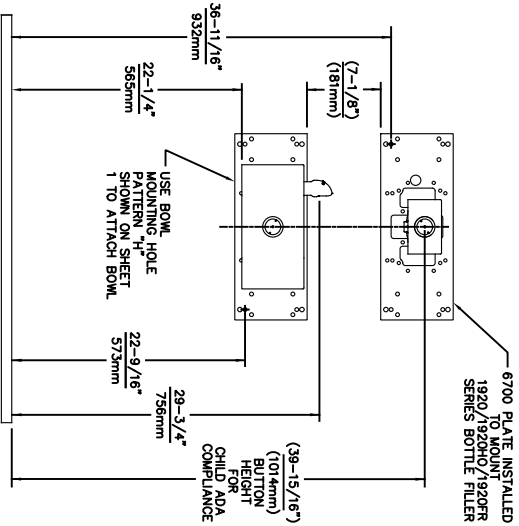 6700 PLATE INSTALLED
TO MOUNT
1920/1920HO/1920FR
SERIES BOTTLE FILLER
36-11/16"
932mm
22-1/4"
565mm
(7-1/8")
(181mm)
USE BOWL
MOUNTING HOLE
PATTERN "H"
SHOWN ON SHEET
1 TO ATTACH BOWL
22-9/16"
573mm
29-3/4"
756mm
(39-15/16")
(1014mm)
BUTTON
HEIGHT
FOR
CHILD ADA
COMPLIANCE